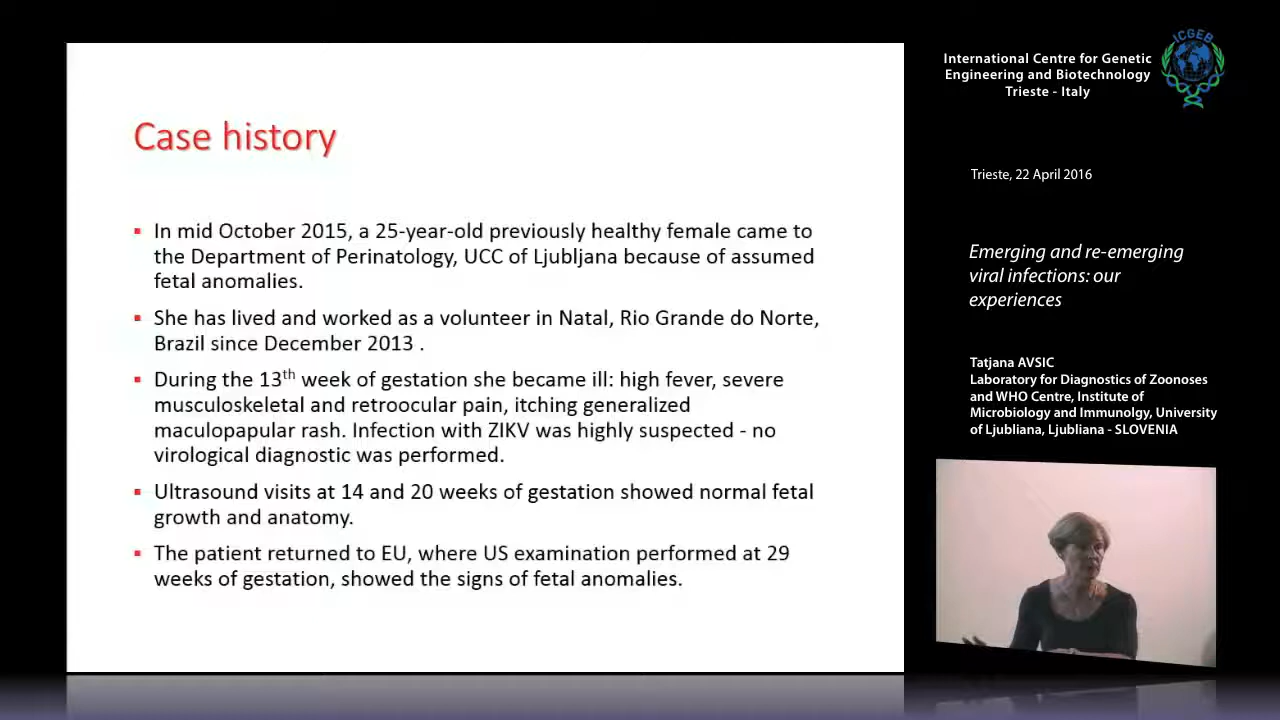 Case history
▪ In mid October 2015, a 25-year-old previously healthy female came to
the Department of Perinatology, UCC of Ljubljana because of assumed
fetal anomalies.
▪ She has lived and worked as a volunteer in Natal, Rio Grande do Norte,
Brazil since December 2013 .
▪ During the 13th week of gestation she became ill: high fever, severe
musculoskeletal and retroocular pain, itching generalized
maculopapular rash. Infection with ZIKV was highly suspected - no
virological diagnostic was performed.
▪ Ultrasound visits at 14 and 20 weeks of gestation showed normal fetal
growth and anatomy.
▪ The patient returned to EU, where US examination performed at 29
weeks of gestation, showed the signs of fetal anomalies.
International Centre for Genetic
Engineering and Biotechnology
Trieste - Italy
ICGEB
Trieste, 22 April 2016
Emerging and re-emerging
viral infections: our
experiences
Tatjana AVSIC
Laboratory for Diagnostics of Zoonoses
and WHO Centre, Institute of
Microbiology and Immunolgy, University
of Ljubliana, Ljubliana - SLOVENIA